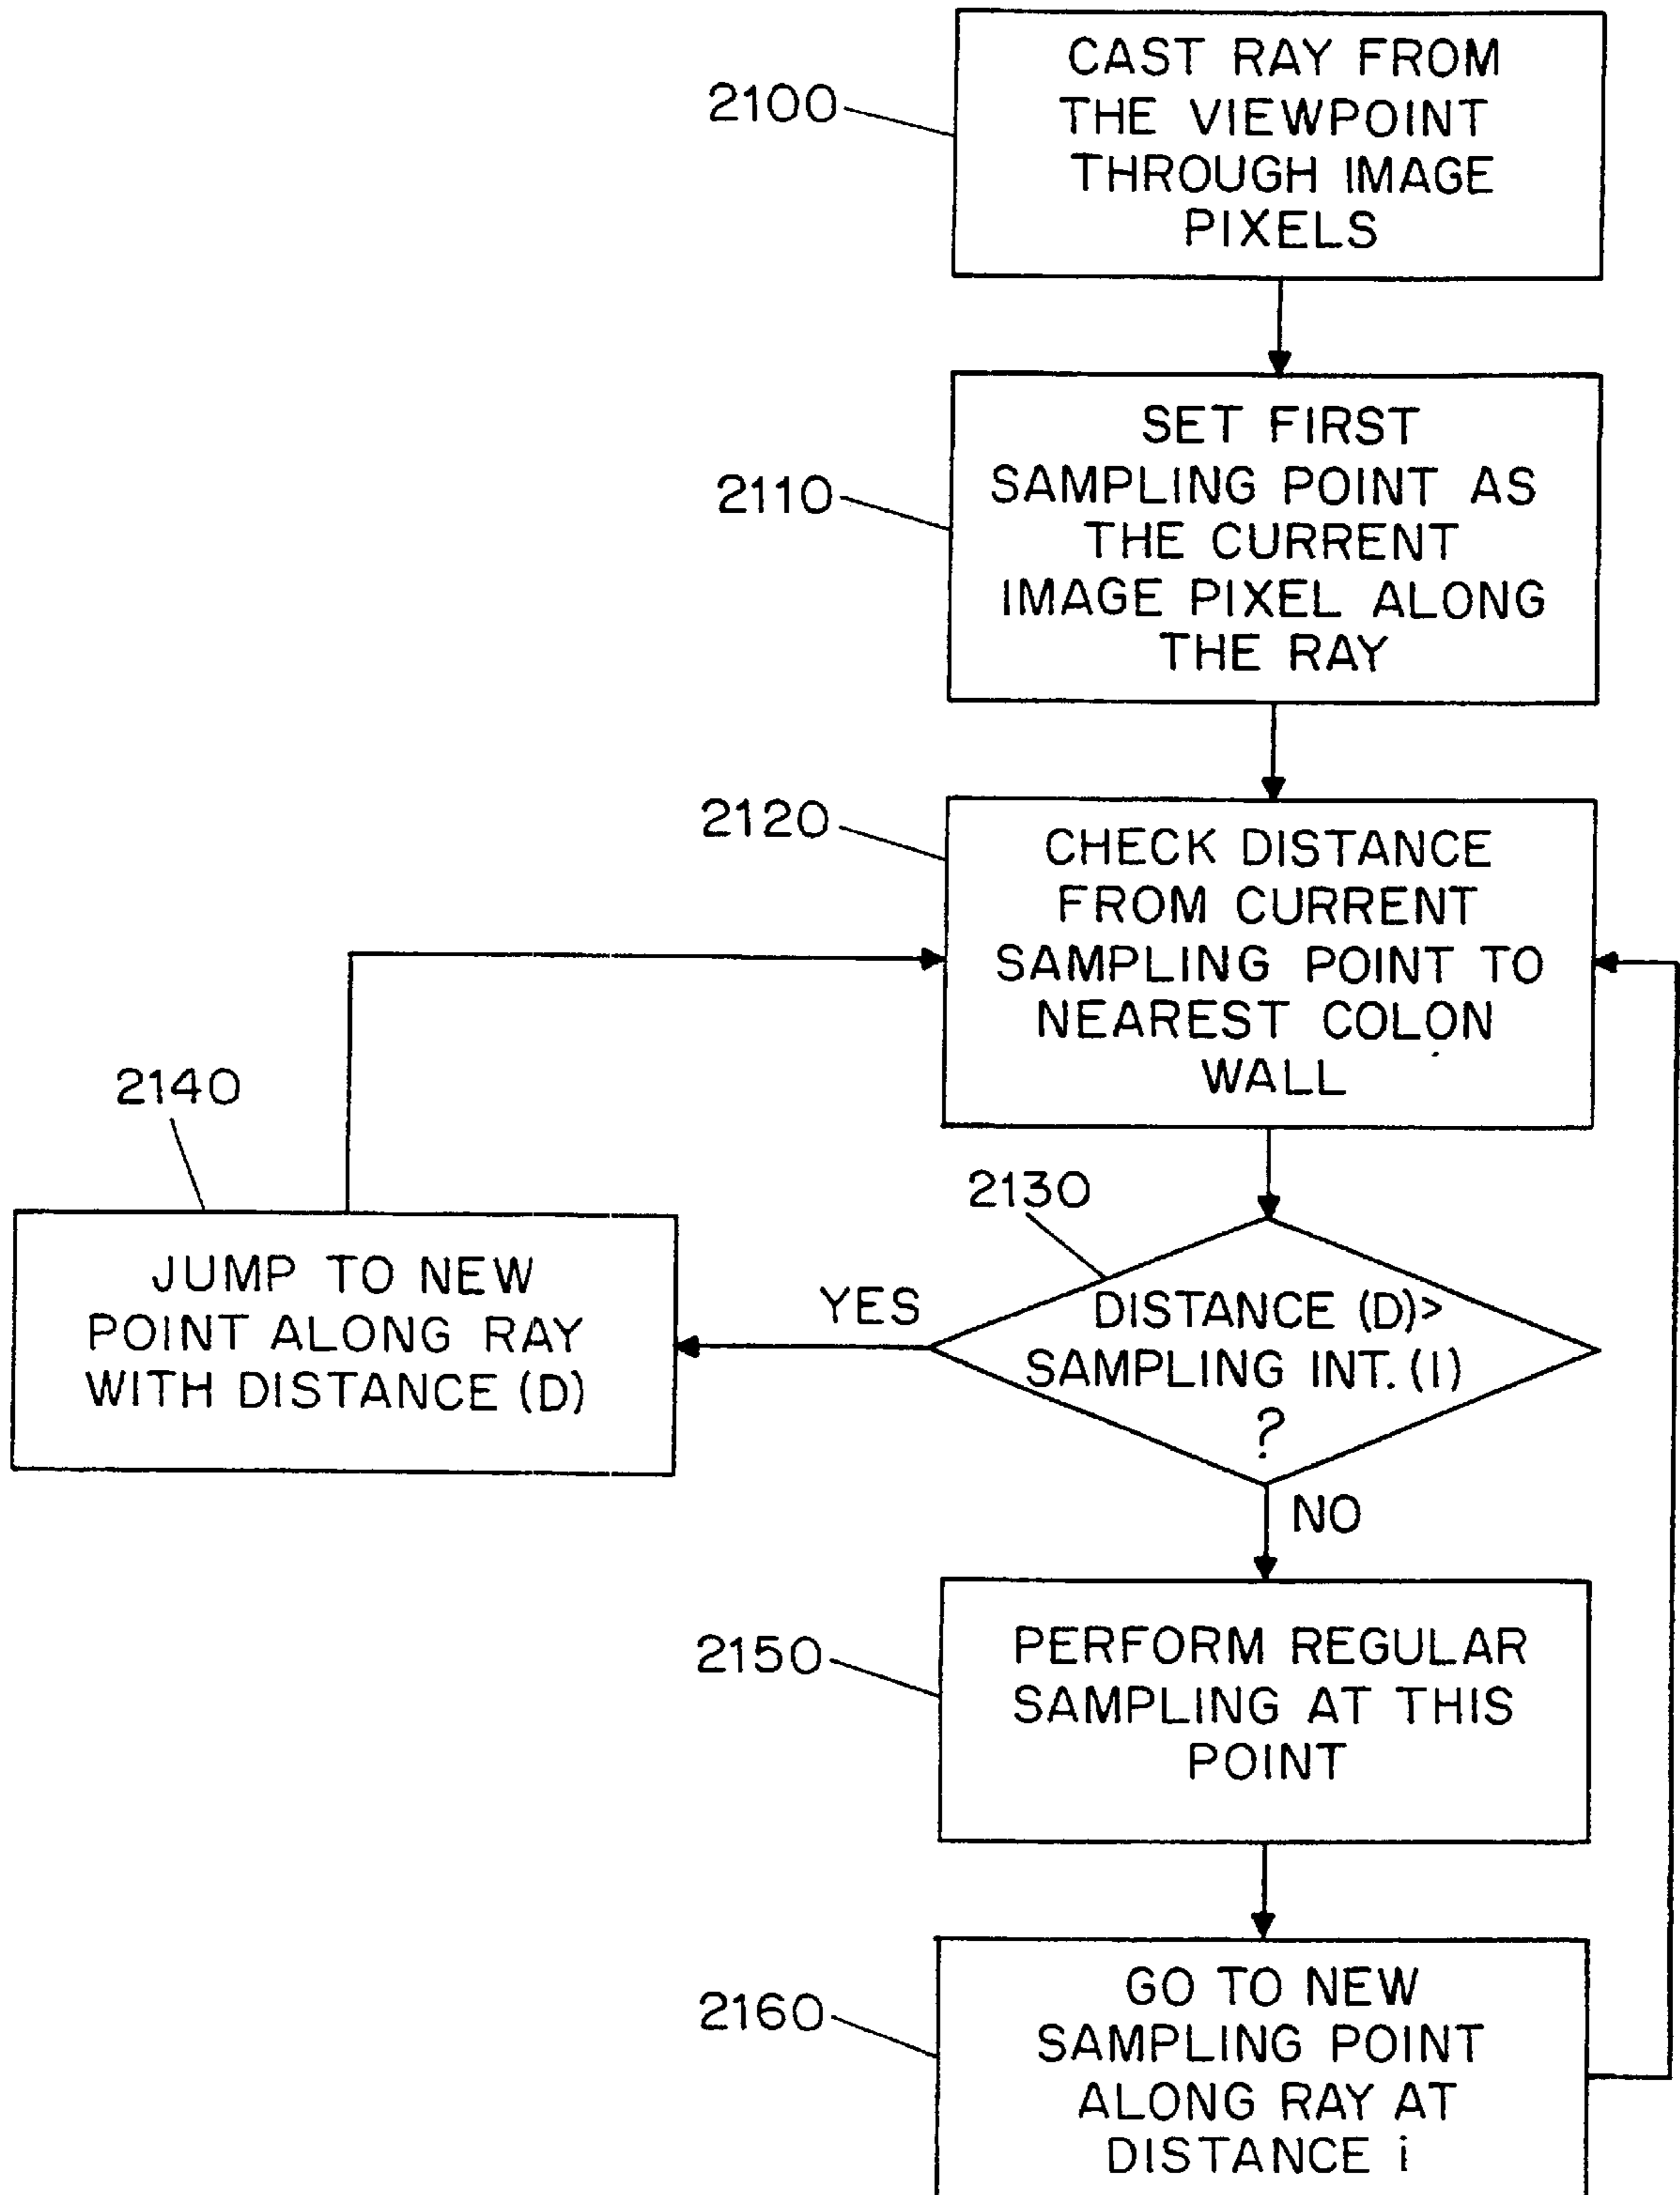 2100
CAST RAY FROM
THE VIEWPOINT
THROUGH IMAGE
PIXELS
2110
SET FIRST
SAMPLING POINT AS
THE CURRENT
IMAGE PIXEL ALONG
THE RAY
2120
CHECK DISTANCE
FROM CURRENT
SAMPLING POINT TO
NEAREST COLON
WALL
2130
DISTANCE (D)>
SAMPLING INT. (I)
?
YES
2140
JUMP TO NEW
POINT ALONG RAY
WITH DISTANCE (D)
NO
2150
PERFORM REGULAR
SAMPLING AT THIS
POINT
2160
GO TO NEW
SAMPLING POINT
ALONG RAY AT
DISTANCE i